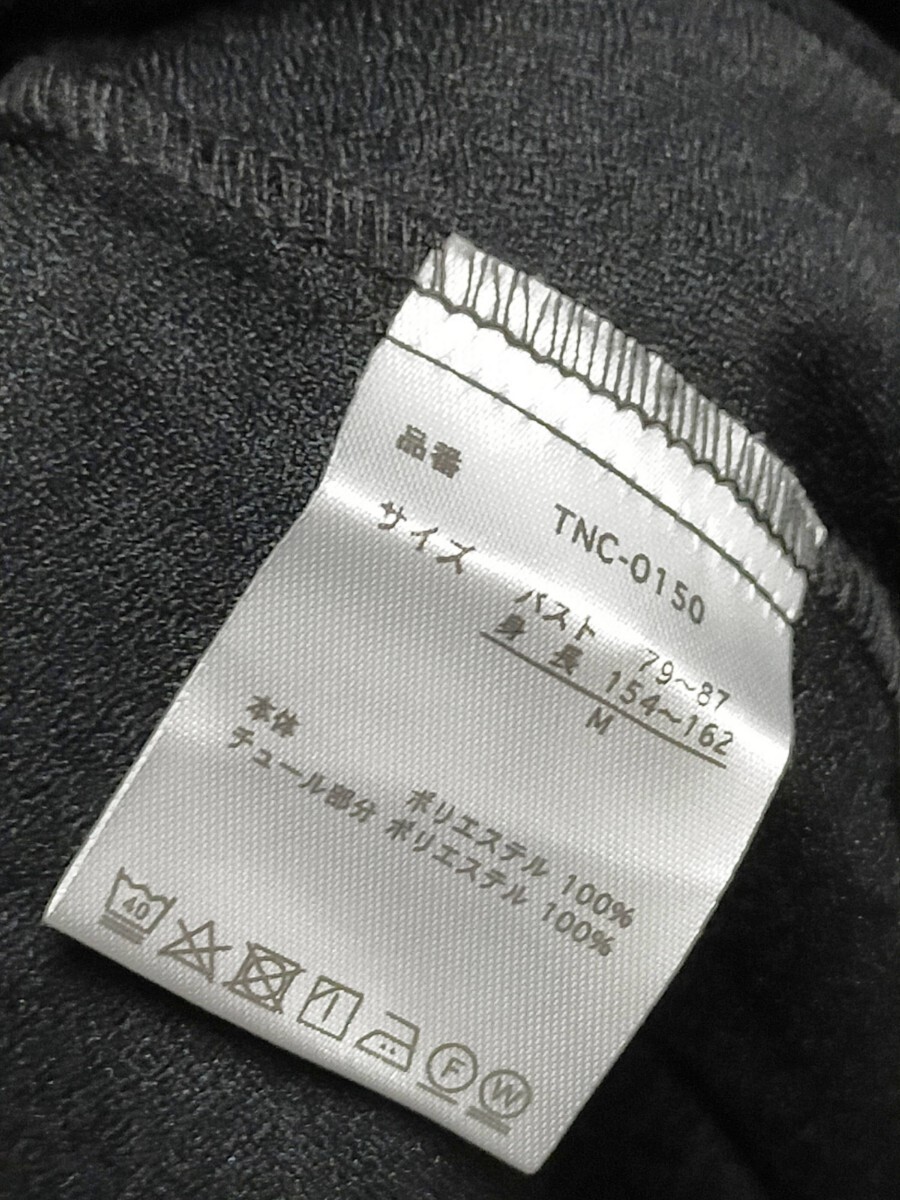 品番 TNC-0150
サイズ
バスト 79~87
身長 154~162
M
本体 ポリエステル 100%
チュール部分 ポリエステル 100%
40
F W